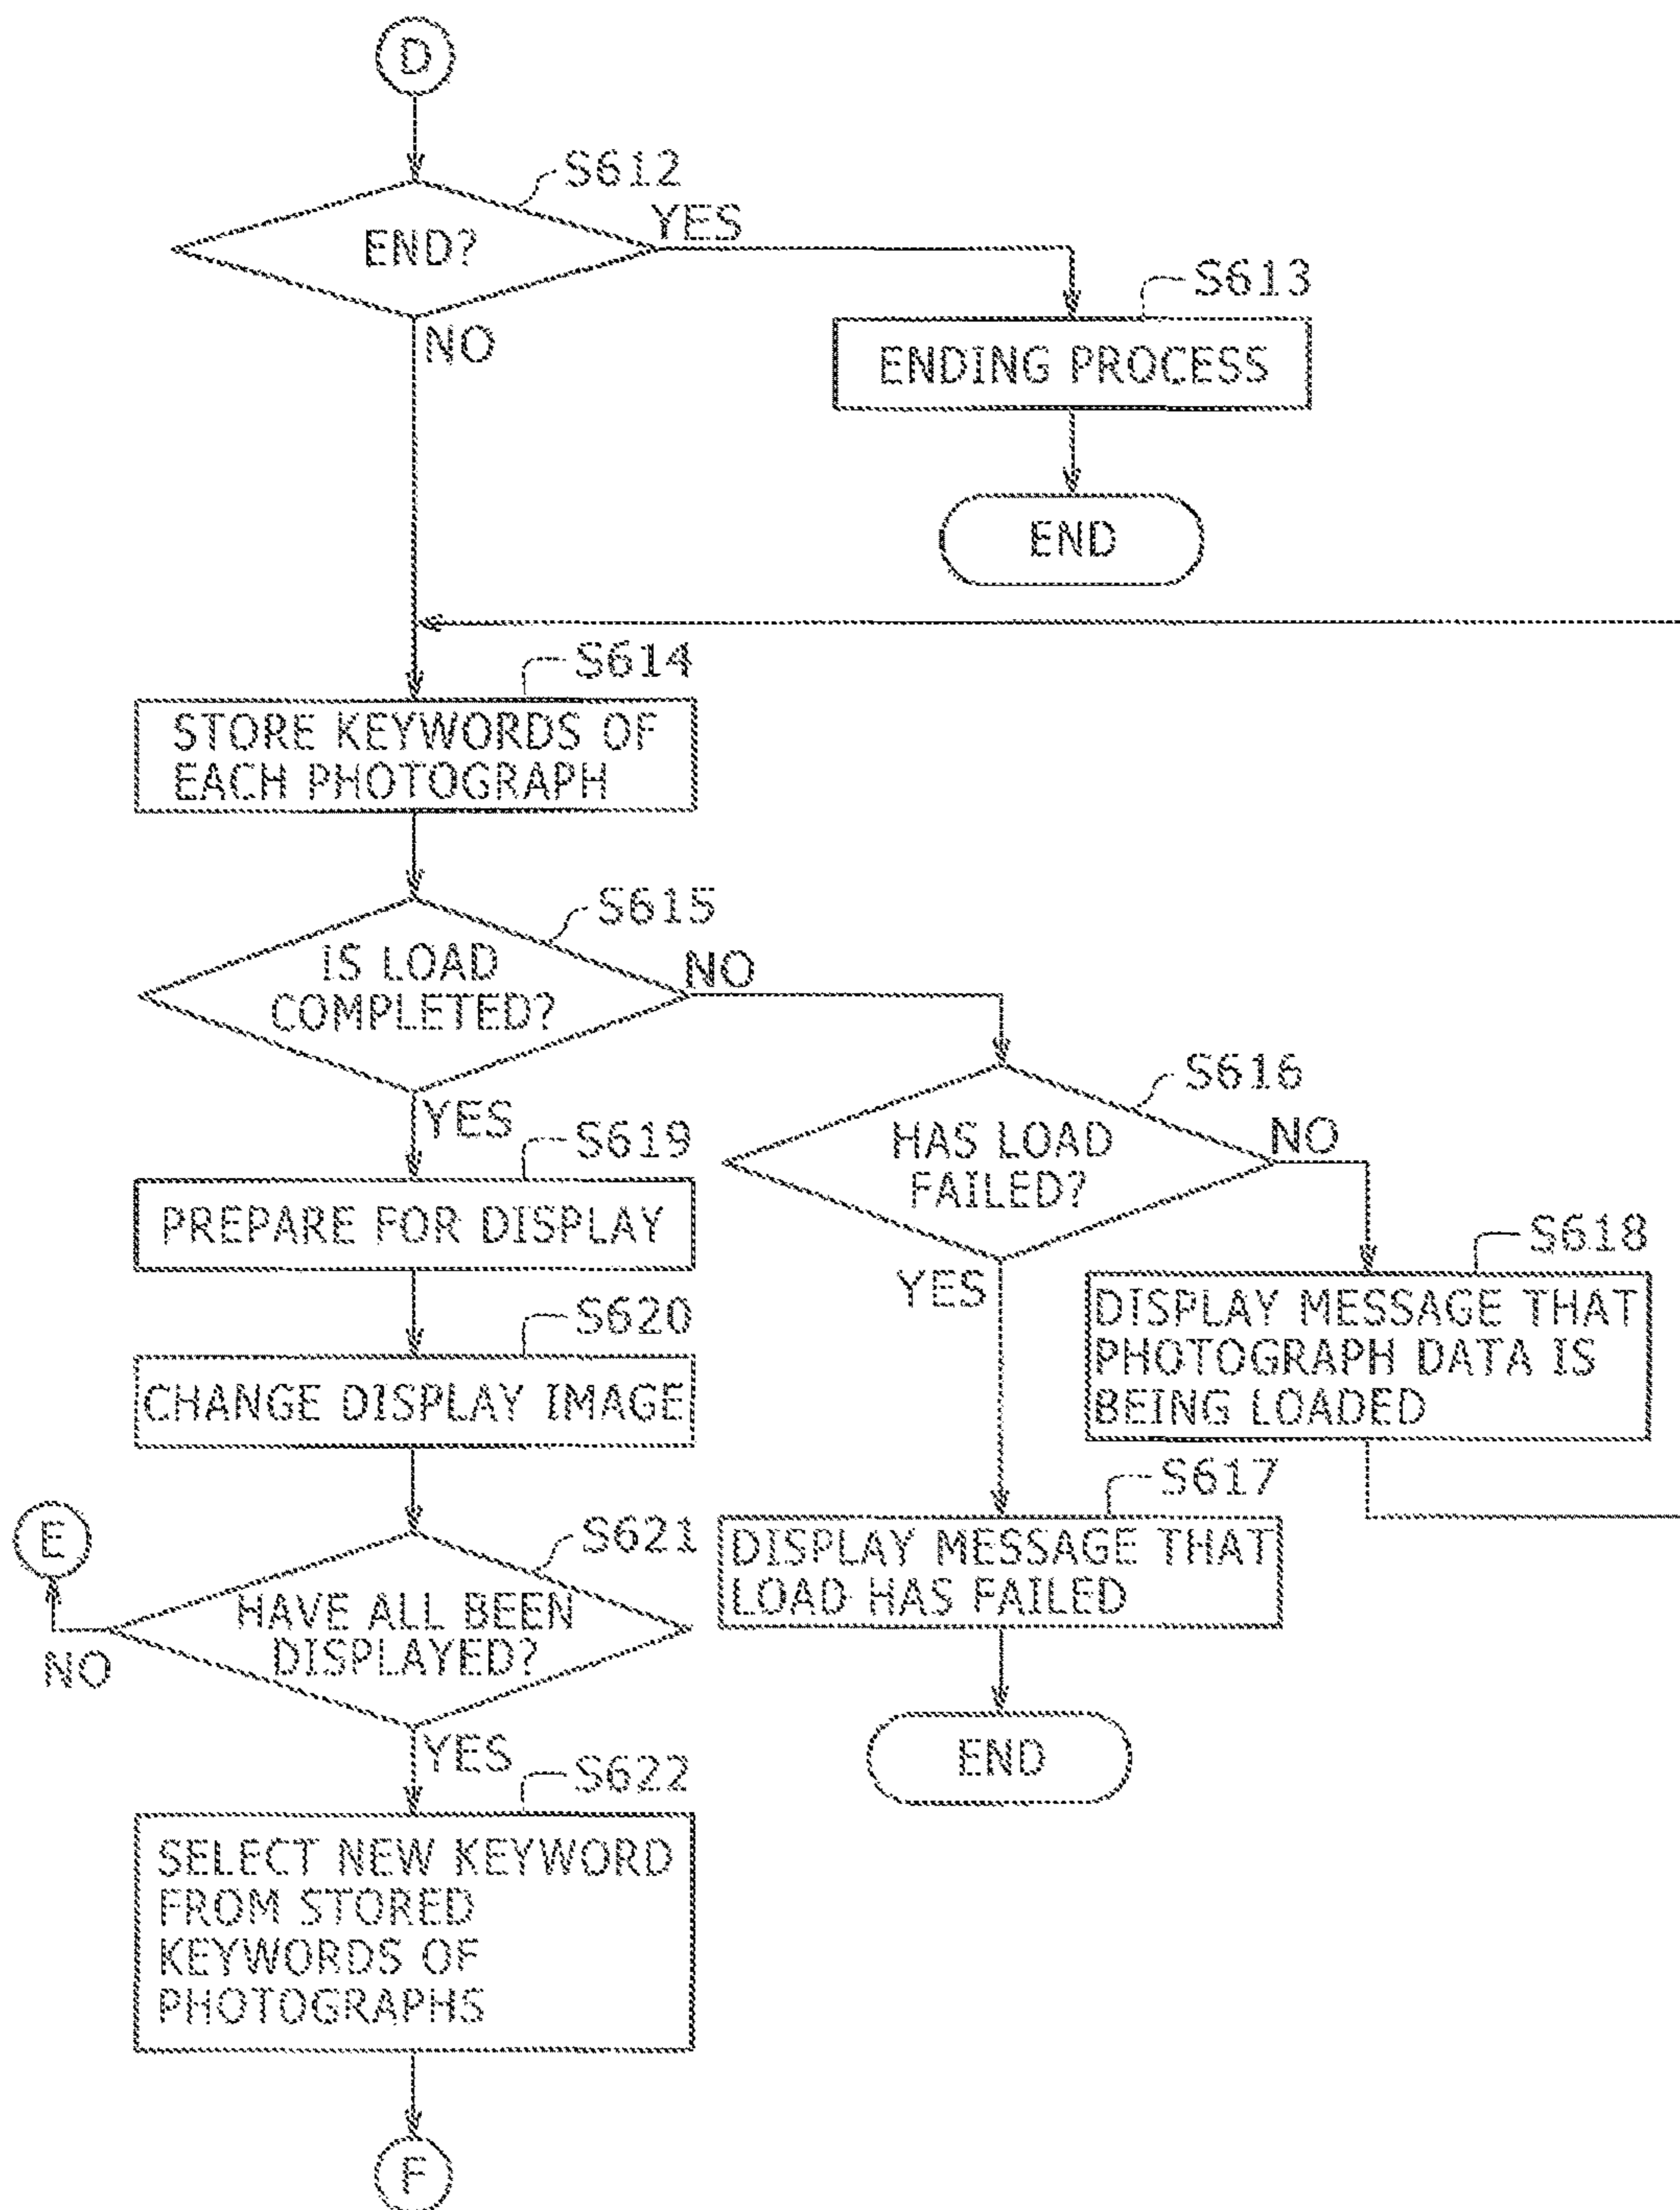 D
S612
END?
YES
NO
S613
ENDING PROCESS
END
S614
STORE KEYWORDS OF
EACH PHOTOGRAPH
S615
IS LOAD
COMPLETED?
NO
YES
S616
HAS LOAD
FAILED?
NO
YES
S619
PREPARE FOR DISPLAY
S618
DISPLAY MESSAGE THAT
PHOTOGRAPH DATA IS
BEING LOADED
S620
CHANGE DISPLAY IMAGE
S617
DISPLAY MESSAGE THAT
LOAD HAS FAILED
END
E
S621
HAVE ALL BEEN
DISPLAYED?
NO
YES
S622
SELECT NEW KEYWORD
FROM STORED
KEYWORDS OF
PHOTOGRAPHS
F